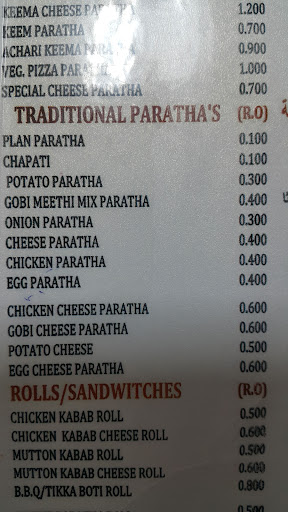 KEEMA CHEESE PARATHA 1.200
KEEM PARATHA 0.700
ACHARI KEEMA PARATHA 0.900
VEG. PIZZA PARATHA 1.000
SPECIAL CHEESE PARATHA 0.700
TRADITIONAL PARATHA'S (R.O)
PLAN PARATHA 0.100
CHAPATI 0.100
POTATO PARATHA 0.300
GOBI MEETHI MIX PARATHA 0.400
ONION PARATHA 0.300
CHEESE PARATHA 0.400
CHICKEN PARATHA 0.400
EGG PARATHA 0.400
CHICKEN CHEESE PARATHA 0.600
GOBI CHEESE PARATHA 0.600
POTATO CHEESE 0.500
EGG CHEESE PARATHA 0.600
ROLLS/SANDWITCHES (R.O)
CHICKEN KABAB ROLL 0.500
CHICKEN KABAB CHEESE ROLL 0.600
MUTTON KABAB ROLL 0.500
MUTTON KABAB CHEESE ROLL 0.600
B.B.Q/TIKKA BOTI ROLL 0.800
0.500